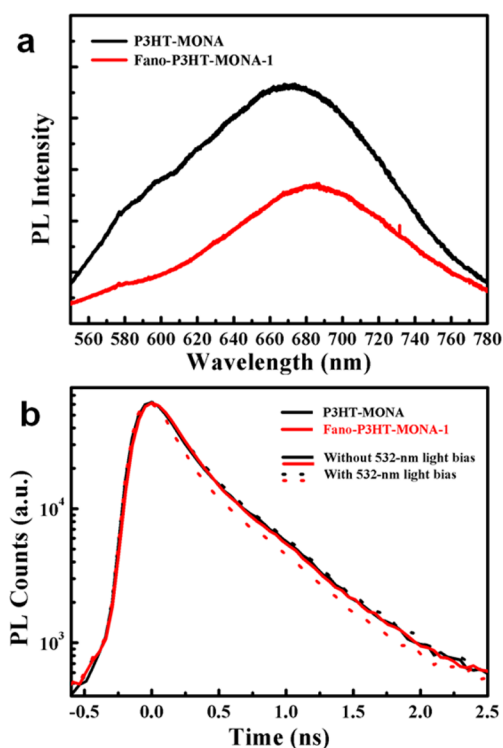 a
P3HT-MONA
Fano-P3HT-MONA-1
PL Intensity
560 580 600 620 640 660 680 700 720 740 760 780
Wavelength (nm)
b
P3HT-MONA
Fano-P3HT-MONA-1
Without 532-nm light bias
With 532-nm light bias
PL Counts (a.u.)
10^4
10^3
-0.5 0.0 0.5 1.0 1.5 2.0 2.5
Time (ns)